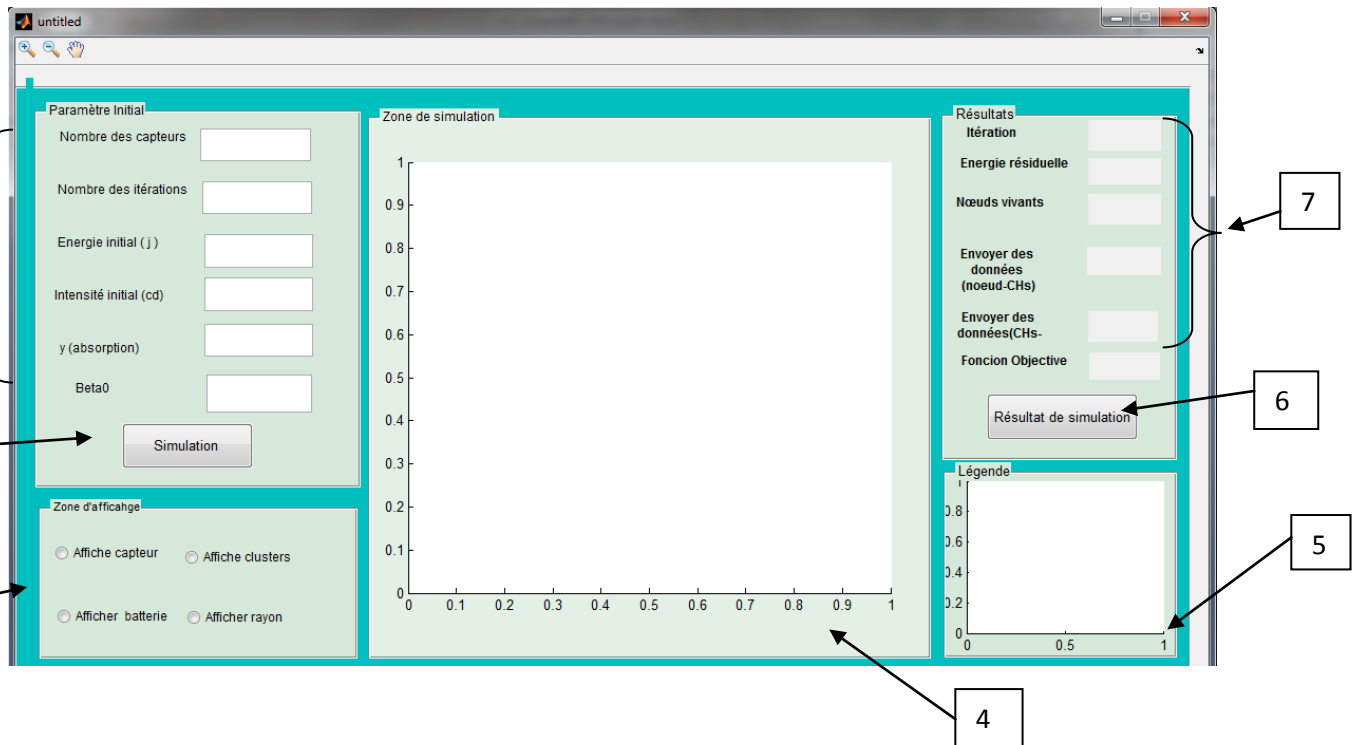 untitled
Paramètre Initial
Nombre des capteurs
Nombre des itérations
Energie initial ( j )
Intensité initial (cd)
y (absorption)
Beta0
Simulation
Zone d'afficahge
Affiche capteur
Affiche clusters
Afficher batterie
Afficher rayon
Zone de simulation
1
0.9
0.8
0.7
0.6
0.5
0.4
0.3
0.2
0.1
0
0 0.1 0.2 0.3 0.4 0.5 0.6 0.7 0.8 0.9 1
Résultats
Itération
Energie résiduelle
Nœuds vivants
Envoyer des
données
(noeud-CHs)
Envoyer des
données(CHs-
Foncion Objective
Résultat de simulation
Légende
1
0.8
0.6
0.4
0.2
0
0 0.5 1
7
6
5
4